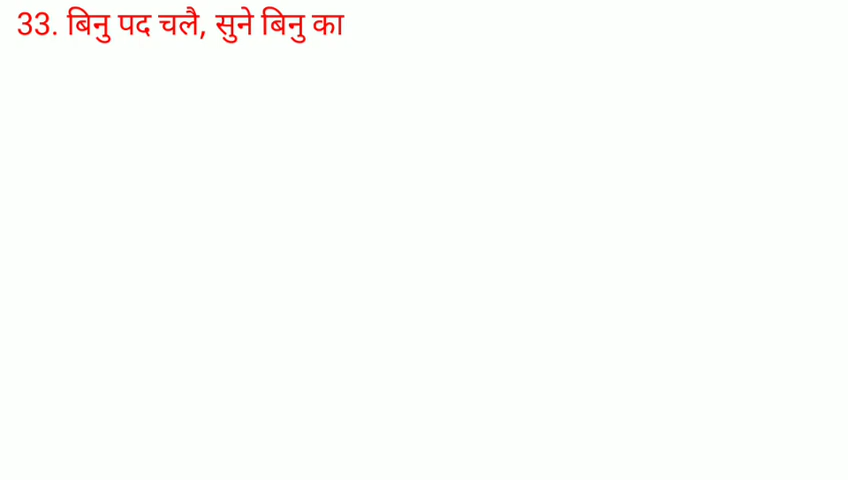 33. बिनु पद चलै, सुने बिनु का